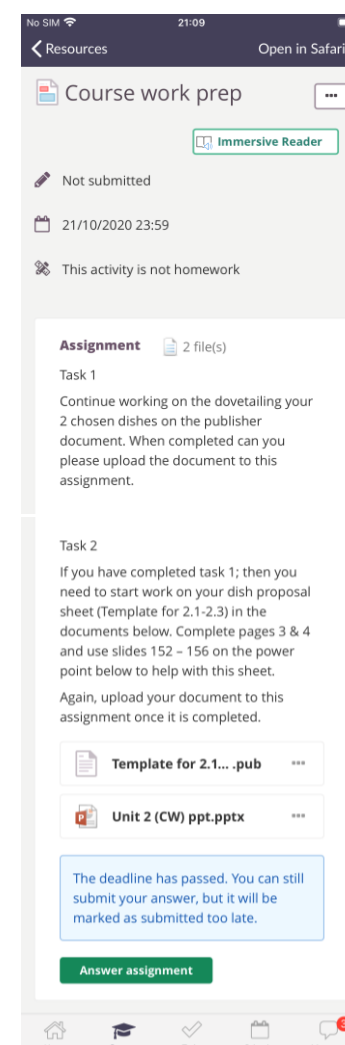 No SIM 21:09
Resources Open in Safari
Course work prep
Immersive Reader
Not submitted
21/10/2020 23:59
This activity is not homework
Assignment 2 file(s)
Task 1
Continue working on the dovetailing your
2 chosen dishes on the publisher
document. When completed can you
please upload the document to this
assignment.
Task 2
If you have completed task 1; then you
need to start work on your dish proposal
sheet (Template for 2.1-2.3) in the
documents below. Complete pages 3 & 4
and use slides 152 – 156 on the power
point below to help with this sheet.
Again, upload your document to this
assignment once it is completed.
Template for 2.1... .pub
Unit 2 (CW) ppt.pptx
The deadline has passed. You can still
submit your answer, but it will be
marked as submitted too late.
Answer assignment